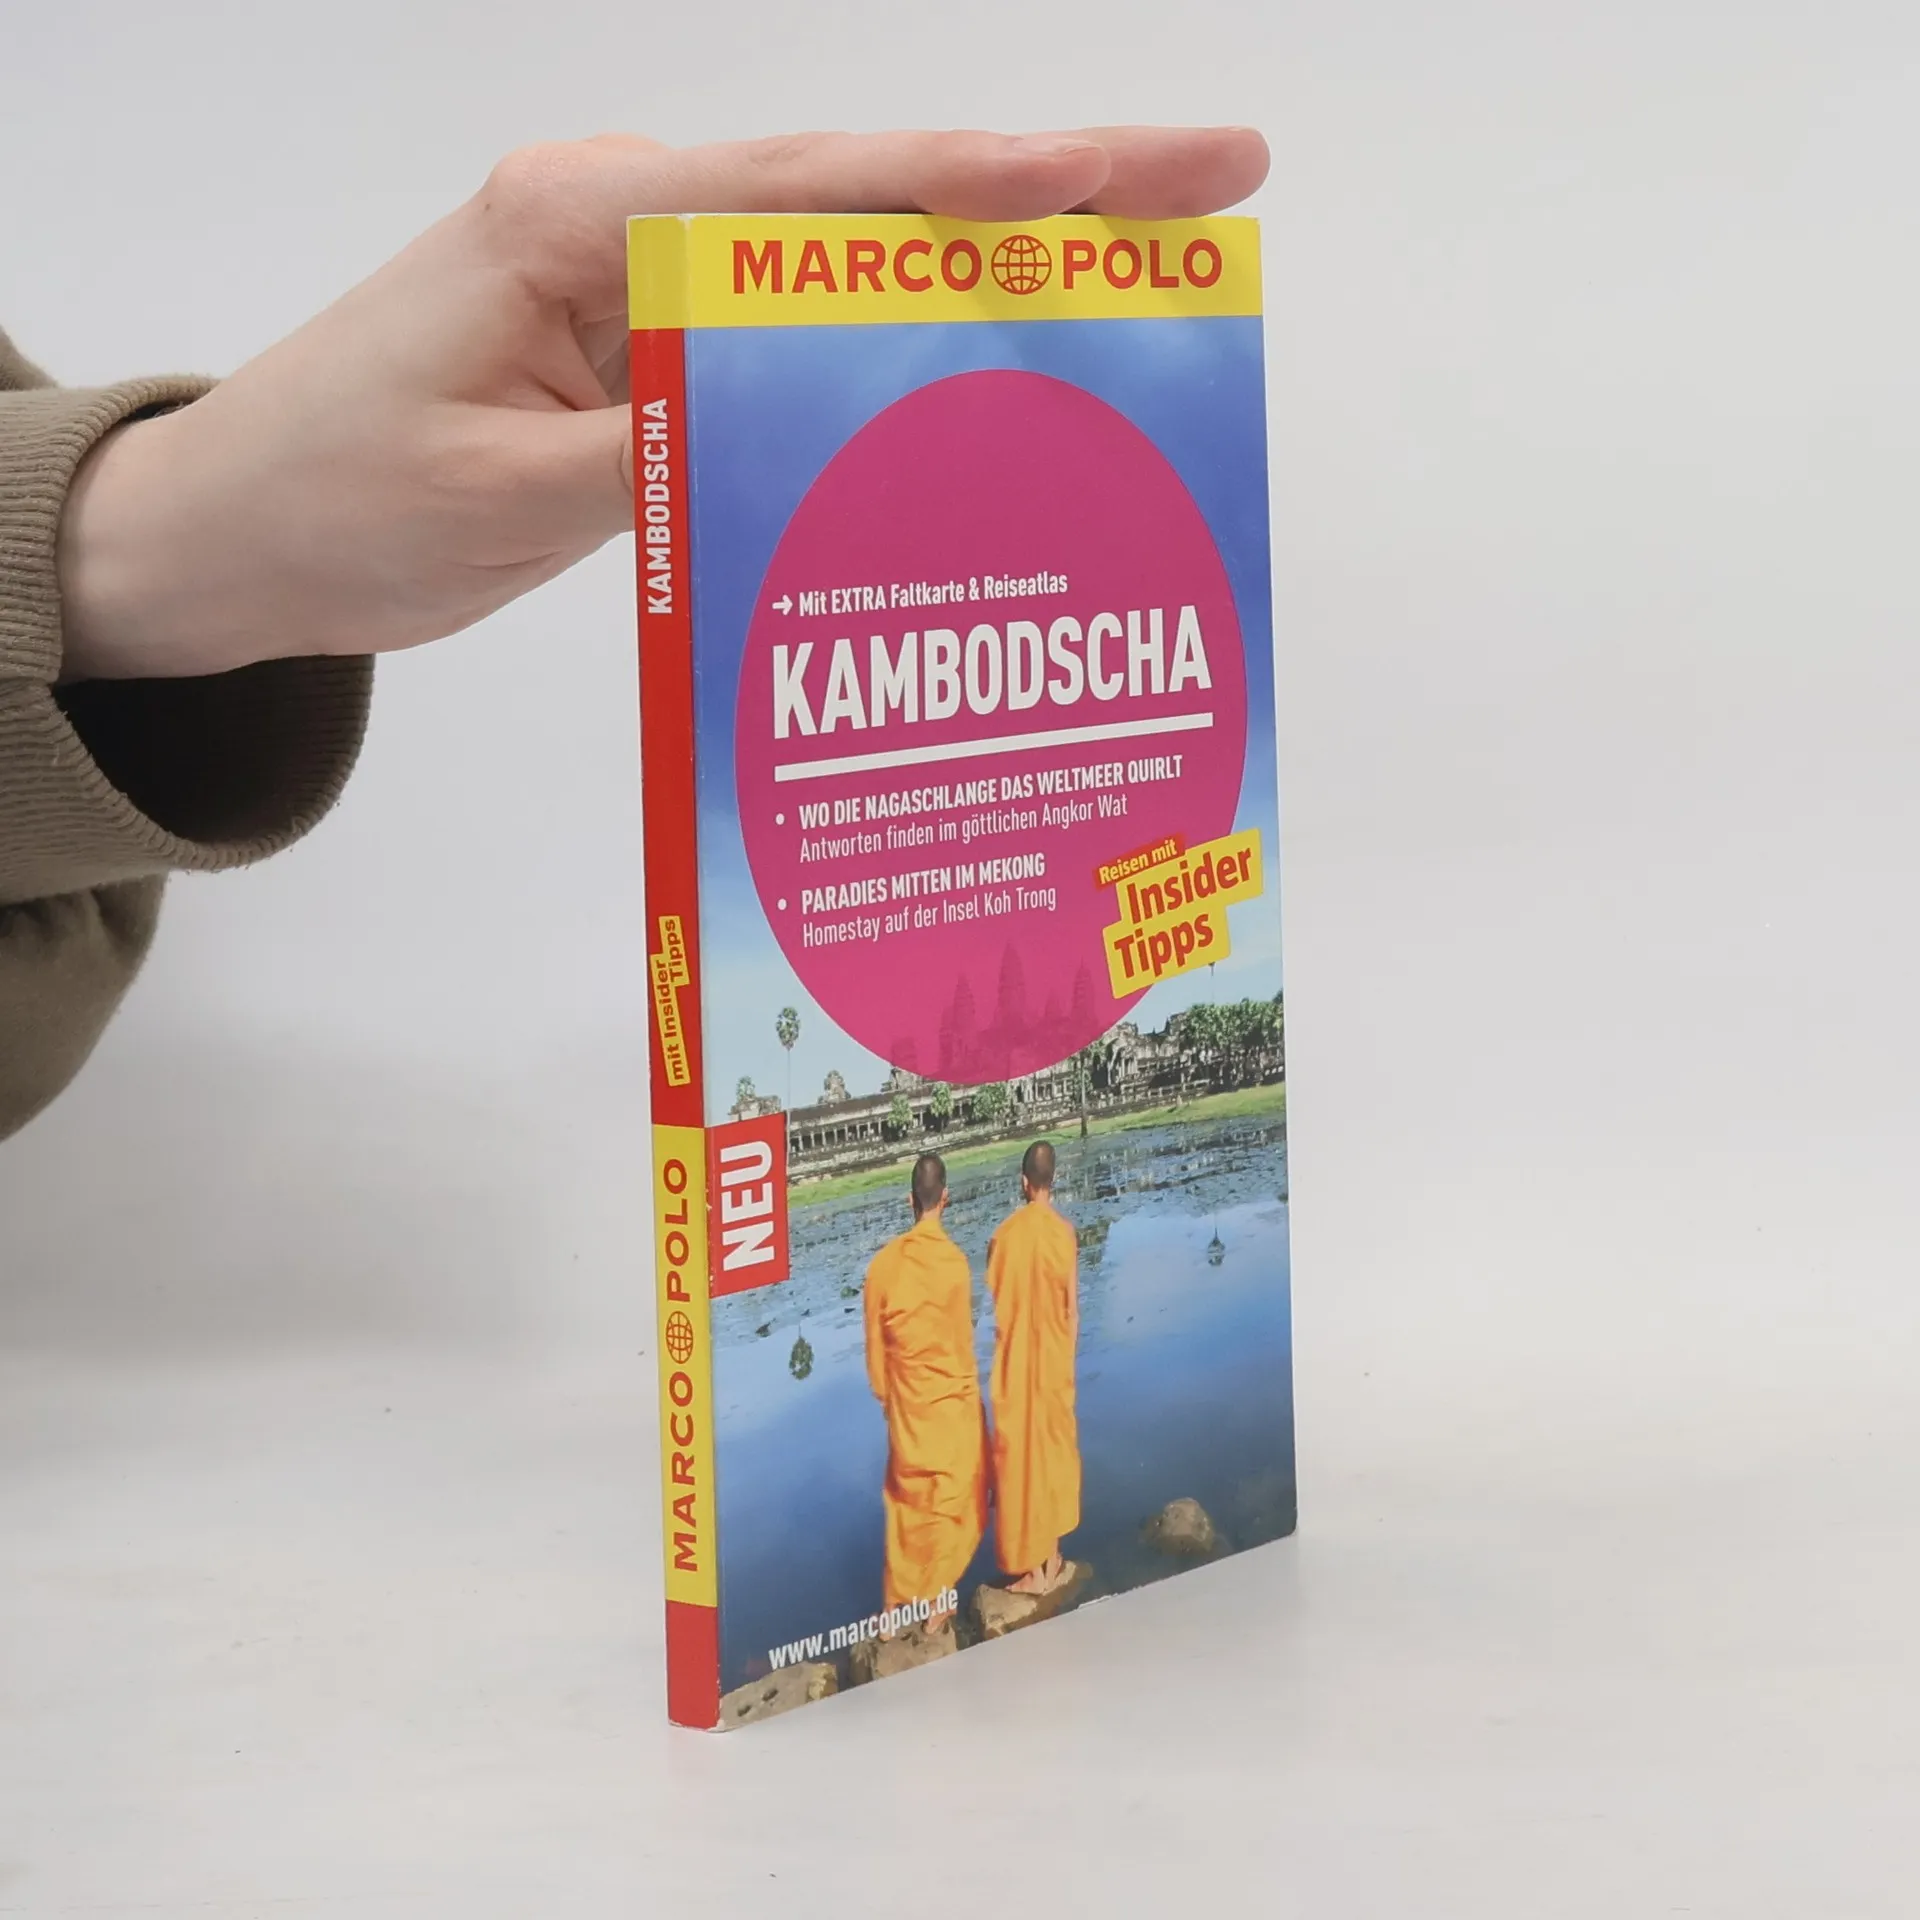 MARCO POLO
→ Mit EXTRA Faltkarte & Reiseatlas
KAMBODSCHA
• WO DIE NAGASCHLANGE DAS WELTMEER QUIRLT
Antworten finden im göttlichen Angkor Wat
• PARADIES MITTEN IM MEKONG
Homestay auf der Insel Koh Trong
Reisen mit
Insider
Tipps
NEU
www.marcopolo.de
KAMBODSCHA
mit Insider
Tipps
MARCO POLO